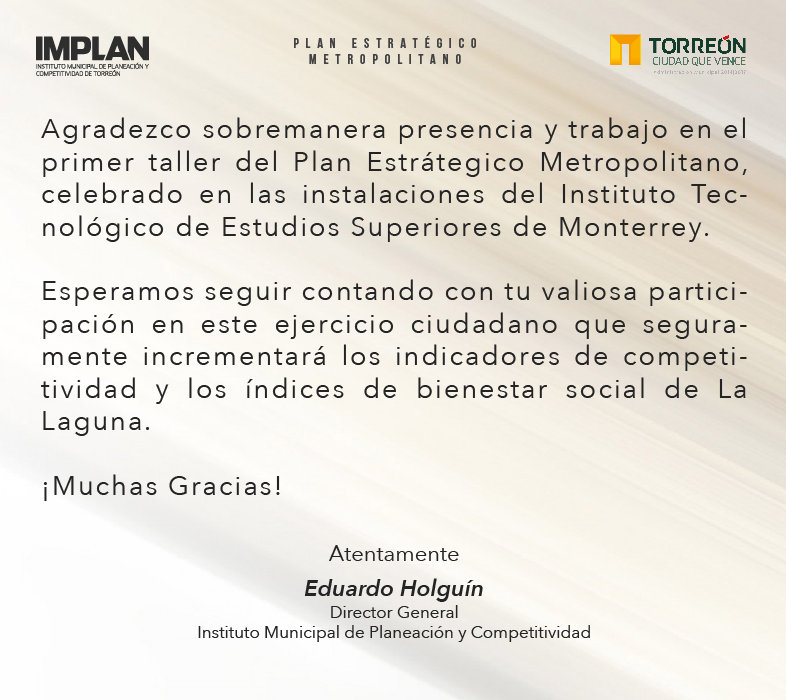 IMPLAN
INSTITUTO MUNICIPAL DE PLANEACIÓN Y
COMPETITIVIDAD DE TORREÓN
PLAN ESTRATÉGICO
METROPOLITANO
TORREÓN
CIUDAD QUE VENCE
Agradezco sobremanera presencia y trabajo en el
primer taller del Plan Estrátegico Metropolitano,
celebrado en las instalaciones del Instituto Tec-
nológico de Estudios Superiores de Monterrey.
Esperamos seguir contando con tu valiosa partici-
pación en este ejercicio ciudadano que segura-
mente incrementará los indicadores de competi-
tividad y los índices de bienestar social de La
Laguna.
¡Muchas Gracias!
Atentamente
Eduardo Holguín
Director General
Instituto Municipal de Planeación y Competitividad